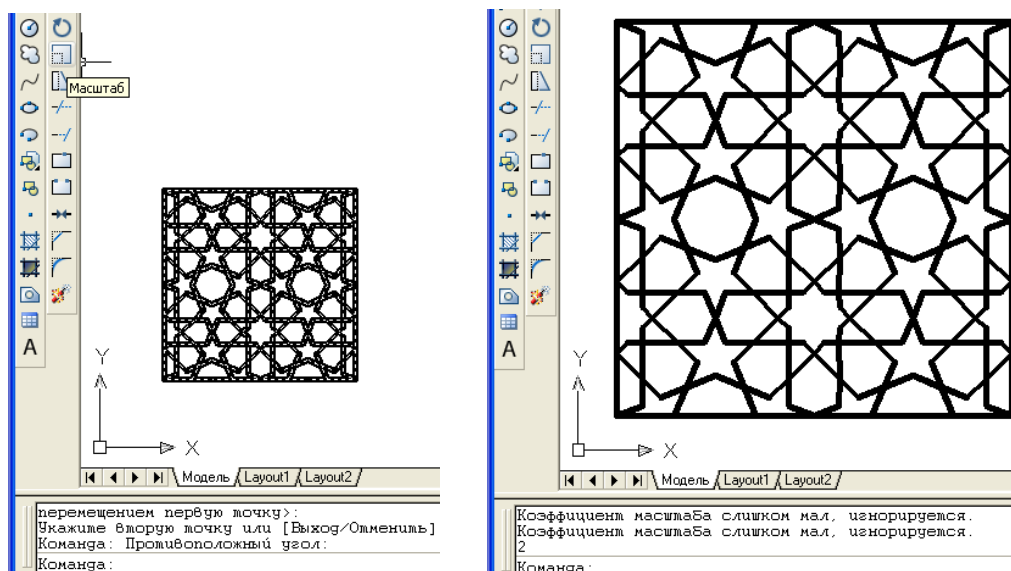 Масштаб
A
Y
X
Модель / Layout1 / Layout2 /
перемещением первую точку>:
Укажите вторую точку или [Выход/Отменить]
Команда: Противоположный угол:
Команда:
A
Y
X
Модель / Layout1 / Layout2 /
Коэффициент масштаба слишком мал, игнорируется.
Коэффициент масштаба слишком мал, игнорируется.
2
Команда: